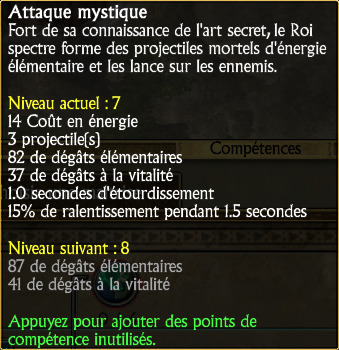 Attaque mystique
Fort de sa connaissance de l'art secret, le Roi
spectre forme des projectiles mortels d'énergie
élémentaire et les lance sur les ennemis.
Niveau actuel : 7
14 Coût en énergie
3 projectile(s)
82 de dégâts élémentaires
Compétences
37 de dégâts à la vitalité
1.0 secondes d'étourdissement
15% de ralentissement pendant 1.5 secondes
Niveau suivant : 8
87 de dégâts élémentaires
41 de dégâts à la vitalité
Appuyez pour ajouter des points de
compétence inutilisés.